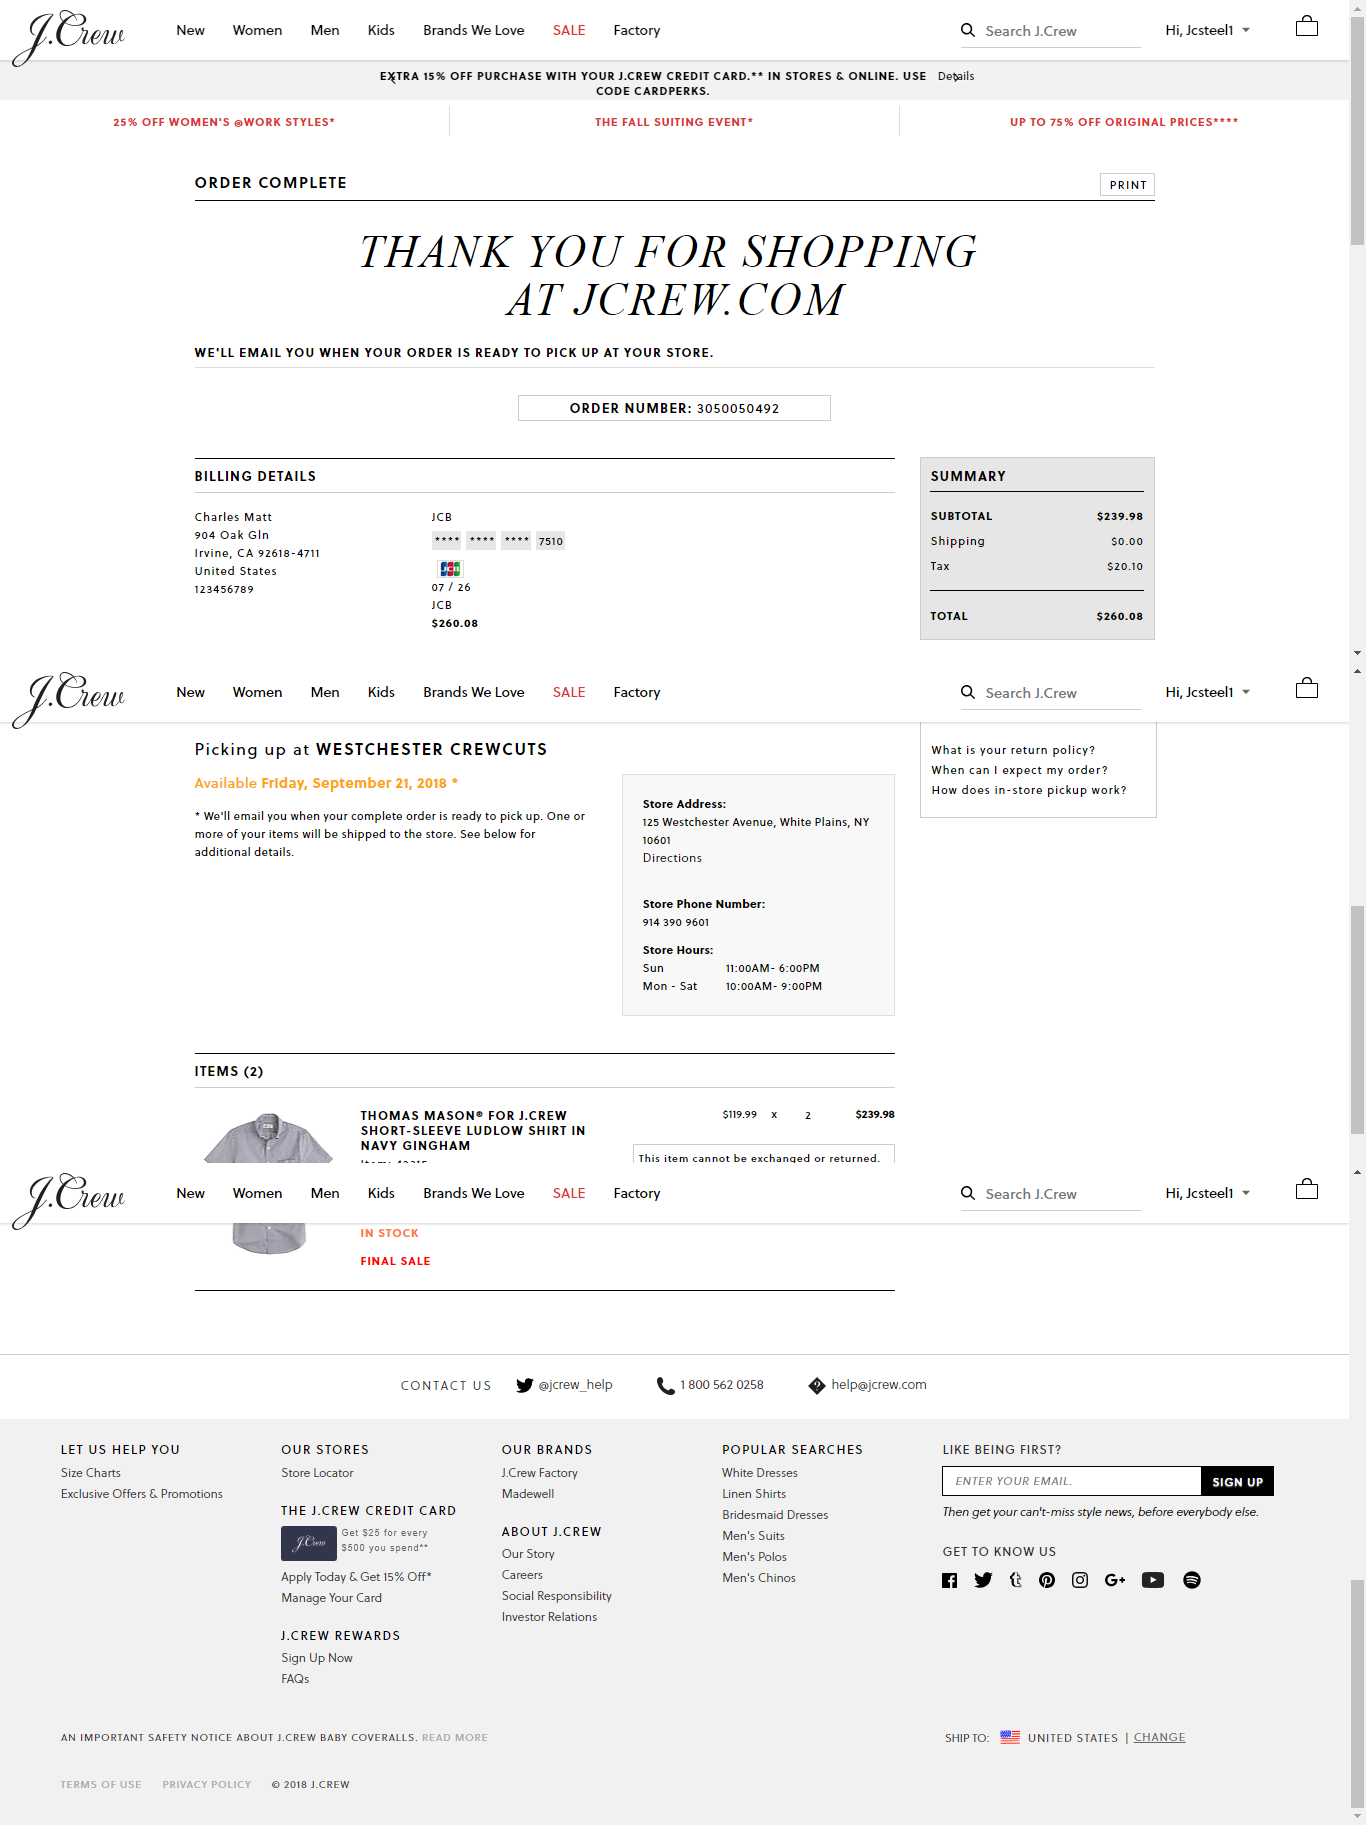 J.Crew New Women Men Kids Brands We Love SALE Factory Search J.Crew Hi, Jcsteel1
EXTRA 15% OFF PURCHASE WITH YOUR J.CREW CREDIT CARD.** IN STORES & ONLINE. USE Details
CODE CARDPERKS.
25% OFF WOMEN'S @WORK STYLES* THE FALL SUITING EVENT* UP TO 75% OFF ORIGINAL PRICES****
ORDER COMPLETE PRINT
THANK YOU FOR SHOPPING
AT JCREW.COM
WE'LL EMAIL YOU WHEN YOUR ORDER IS READY TO PICK UP AT YOUR STORE.
ORDER NUMBER: 3050050492
BILLING DETAILS
Charles Matt
904 Oak Gln
Irvine, CA 92618-4711
United States
123456789
JCB
**** **** **** 7510
JCB
07 / 26
JCB
$260.08
SUMMARY
SUBTOTAL $239.98
Shipping $0.00
Tax $20.10
TOTAL $260.08
J.Crew New Women Men Kids Brands We Love SALE Factory Search J.Crew Hi, Jcsteel1
Picking up at WESTCHESTER CREWCUTS
Available Friday, September 21, 2018 *
* We'll email you when your complete order is ready to pick up. One or
more of your items will be shipped to the store. See below for
additional details.
Store Address:
125 Westchester Avenue, White Plains, NY
10601
Directions
Store Phone Number:
914 390 9601
Store Hours:
Sun 11:00AM- 6:00PM
Mon - Sat 10:00AM- 9:00PM
What is your return policy?
When can I expect my order?
How does in-store pickup work?
ITEMS (2)
THOMAS MASON® FOR J.CREW
SHORT-SLEEVE LUDLOW SHIRT IN
NAVY GINGHAM
$119.99 x 2 $239.98
This item cannot be exchanged or returned.
J.Crew New Women Men Kids Brands We Love SALE Factory Search J.Crew Hi, Jcsteel1
IN STOCK
FINAL SALE
CONTACT US @jcrew_help 1 800 562 0258 help@jcrew.com
LET US HELP YOU
Size Charts
Exclusive Offers & Promotions
OUR STORES
Store Locator
THE J.CREW CREDIT CARD
J.Crew
Get $25 for every
$500 you spend**
Apply Today & Get 15% Off*
Manage Your Card
J.CREW REWARDS
Sign Up Now
FAQs
OUR BRANDS
J.Crew Factory
Madewell
ABOUT J.CREW
Our Story
Careers
Social Responsibility
Investor Relations
POPULAR SEARCHES
White Dresses
Linen Shirts
Bridesmaid Dresses
Men's Suits
Men's Polos
Men's Chinos
LIKE BEING FIRST?
ENTER YOUR EMAIL. SIGN UP
Then get your can't-miss style news, before everybody else.
GET TO KNOW US
AN IMPORTANT SAFETY NOTICE ABOUT J.CREW BABY COVERALLS. READ MORE
SHIP TO: UNITED STATES | CHANGE
TERMS OF USE PRIVACY POLICY © 2018 J.CREW